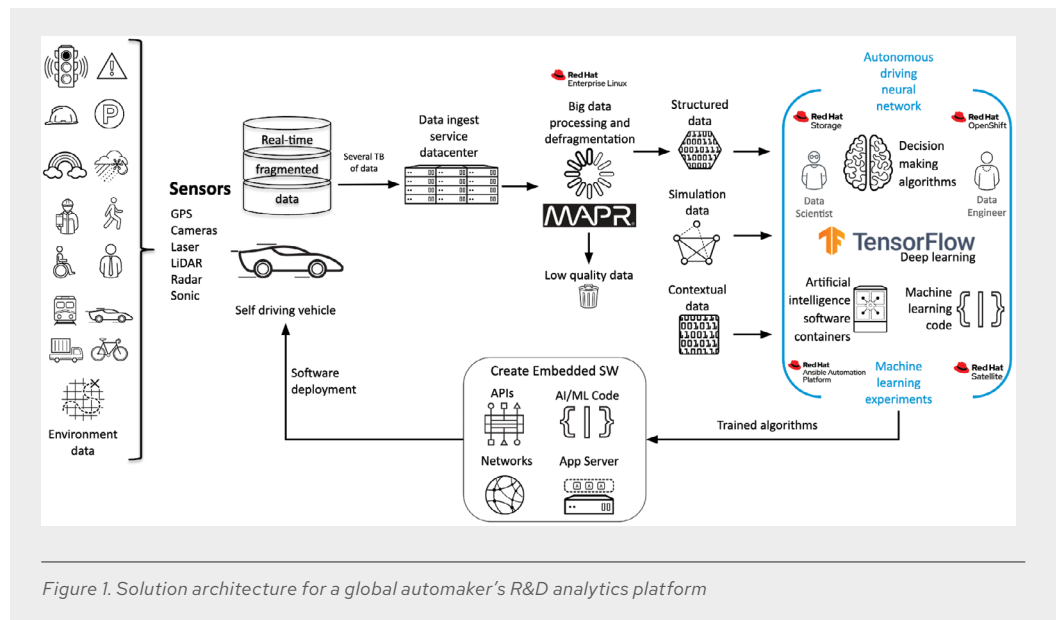 Environment
data
Sensors
GPS
Cameras
Laser
LiDAR
Radar
Sonic
Real-time
fragmented
data
Self driving vehicle
Several TB
of data
Data ingest
service
datacenter
Red Hat
Enterprise Linux
Big data
processing and
defragmentation
MAPR
Low quality data
Structured
data
Simulation
data
Contextual
data
Autonomous
driving
neural
network
Red Hat
Storage
Red Hat
OpenShift
Decision
making
algorithms
Data
Scientist
Data
Engineer
TensorFlow
Deep learning
Artificial
intelligence
software
containers
Machine
learning
code
Red Hat
Ansible Automation
Platform
Machine
learning
experiments
Red Hat
Satellite
Trained algorithms
Create Embedded SW
APIs
AI/ML Code
Networks
App Server
Software
deployment
Figure 1. Solution architecture for a global automaker's R&D analytics platform